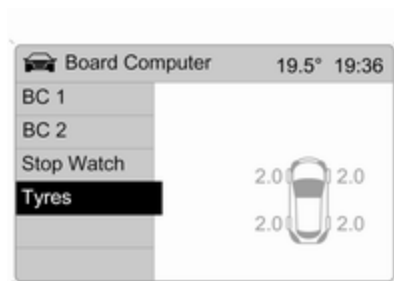 Board Computer 19.5° 19:36
BC 1
BC 2
Stop Watch
Tyres
2.0 2.0
2.0 2.0